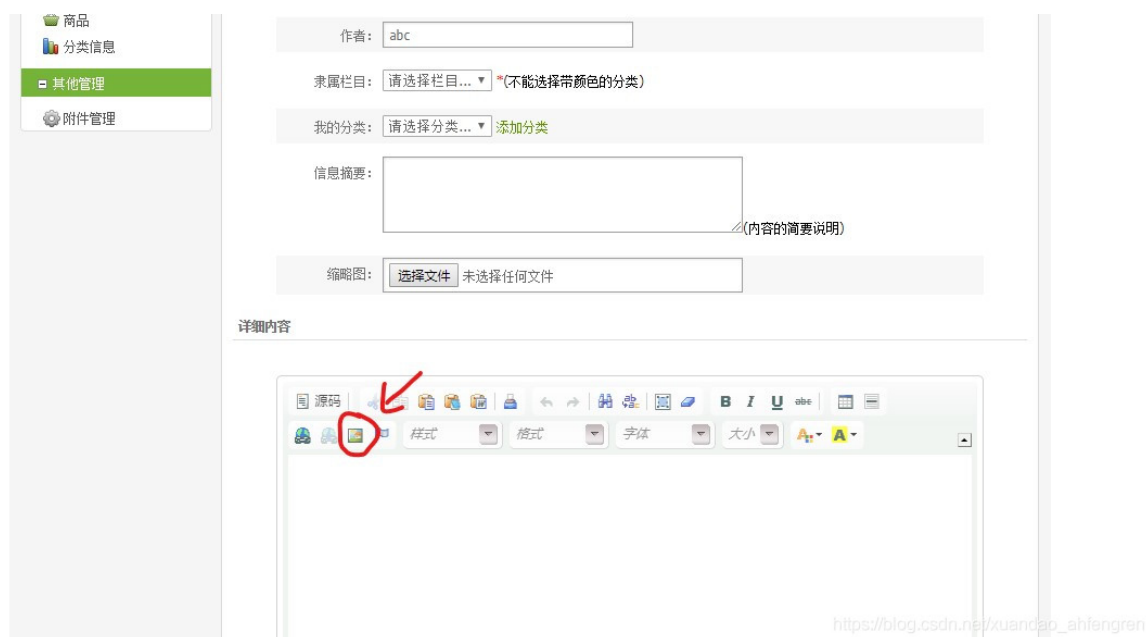 商品
分类信息
其他管理
附件管理
作者： abc
隶属栏目： 请选择栏目... *(不能选择带颜色的分类)
我的分类： 请选择分类... 添加分类
信息摘要：
(内容的简要说明)
缩略图： 选择文件 未选择任何文件
详细内容
源码 B I U abc
样式 格式 字体 大小 A A
https://blog.csdn.net/xuandao_ahfengren